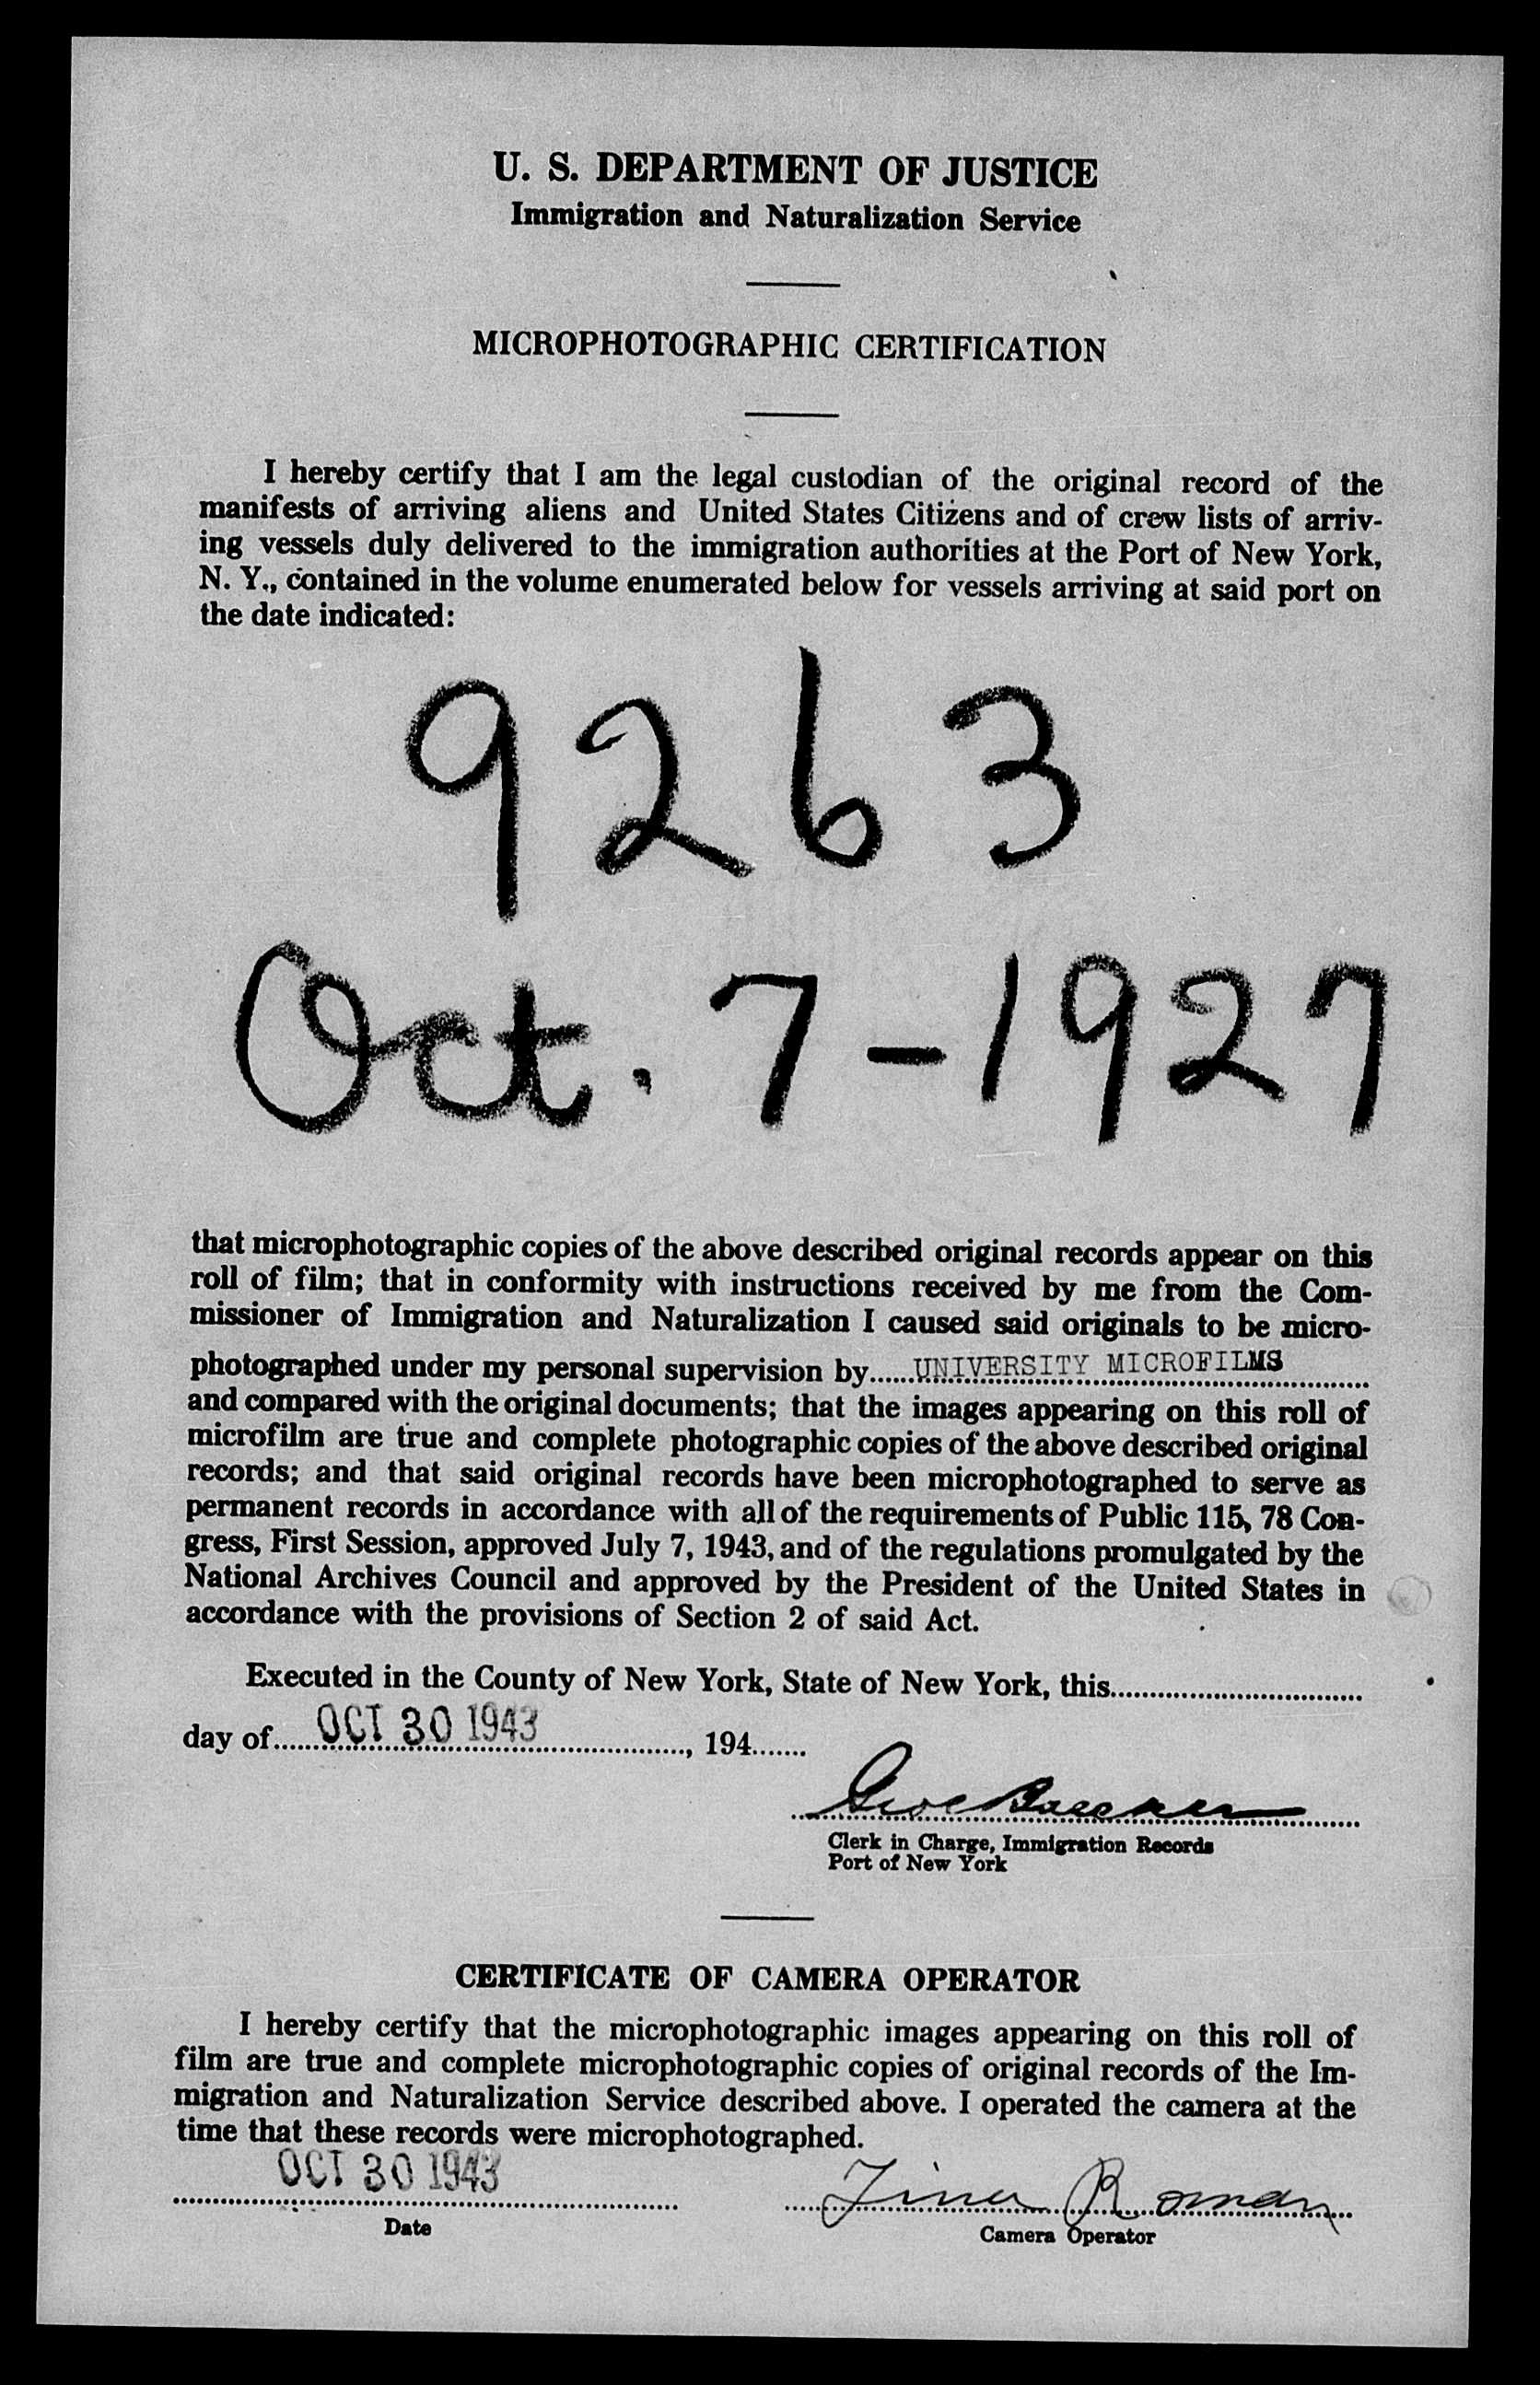 U. S. DEPARTMENT OF JUSTICE
Immigration and Naturalization Service
MICROPHOTOGRAPHIC CERTIFICATION
I hereby certify that I am the legal custodian of the original record of the
manifests of arriving aliens and United States Citizens and of crew lists of arriv-
ing vessels duly delivered to the immigration authorities at the Port of New York,
N. Y., contained in the volume enumerated below for vessels arriving at said port on
the date indicated:
9263
Oct. 7-1927
that microphotographic copies of the above described original records appear on this
roll of film; that in conformity with instructions received by me from the Com-
missioner of Immigration and Naturalization I caused said originals to be micro-
photographed under my personal supervision by......UNIVERSITY MICROFILMS
and compared with the original documents; that the images appearing on this roll of
microfilm are true and complete photographic copies of the above described original
records; and that said original records have been microphotographed to serve as
permanent records in accordance with all of the requirements of Public 115, 78 Con-
gress, First Session, approved July 7, 1943, and of the regulations promulgated by the
National Archives Council and approved by the President of the United States in
accordance with the provisions of Section 2 of said Act.
Executed in the County of New York, State of New York, this................................
day of......OCT 30 1943, 194.......
Clerk in Charge, Immigration Records
Port of New York
CERTIFICATE OF CAMERA OPERATOR
I hereby certify that the microphotographic images appearing on this roll of
film are true and complete microphotographic copies of original records of the Im-
migration and Naturalization Service described above. I operated the camera at the
time that these records were microphotographed.
OCT 30 1943
Date
Camera Operator